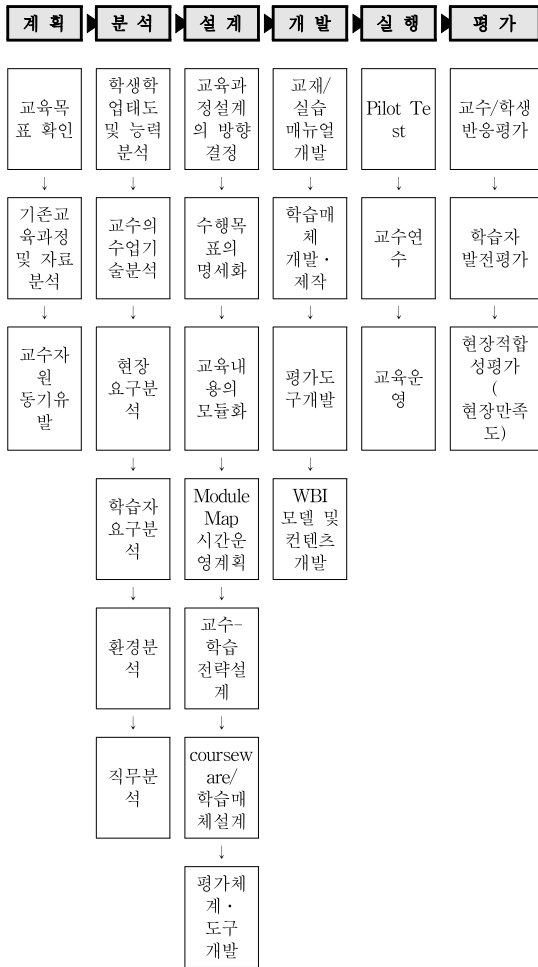 계 획
분 석
설 계
개 발
실 행
평 가
교육목
표 확인
↓
기존교
육과정
및 자료
분석
↓
교수자
원
동기유
발
학생학
업태도
및 능력
분석
↓
교수의
수업기
술분석
↓
현장
요구분
석
↓
학습자
요구분
석
↓
환경분
석
↓
직무분
석
교육과
정설계
의 방향
결정
↓
수행목
표의
명세화
↓
교육내
용의
모듈화
↓
Module
Map
시간운
영계획
↓
교수-
학습
전략설
계
↓
coursew
are/
학습매
체설계
↓
평가체
계·
도구
개발
교재/
실습
매뉴얼
개발
↓
학습매
체
개발·
제작
↓
평가도
구개발
↓
WBI
모델 및
컨텐츠
개발
Pilot Te
st
↓
교수연
수
↓
교육운
영
교수/학생
반응평가
↓
학습자
발전평가
↓
현장적합
성평가
(
현장만족
도)